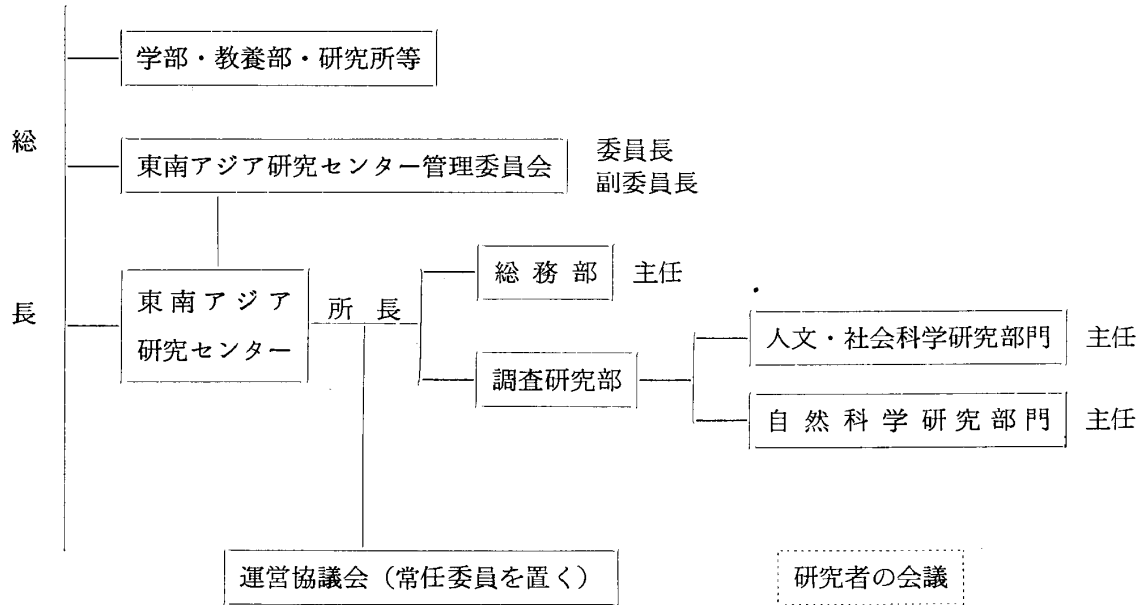 総長
学部・教養部・研究所等
東南アジア研究センター管理委員会
委員長
副委員長
東南アジア
研究センター
所長
総務部
主任
調査研究部
人文・社会科学研究部門
主任
自然科学研究部門
主任
運営協議会（常任委員を置く）
研究者の会議